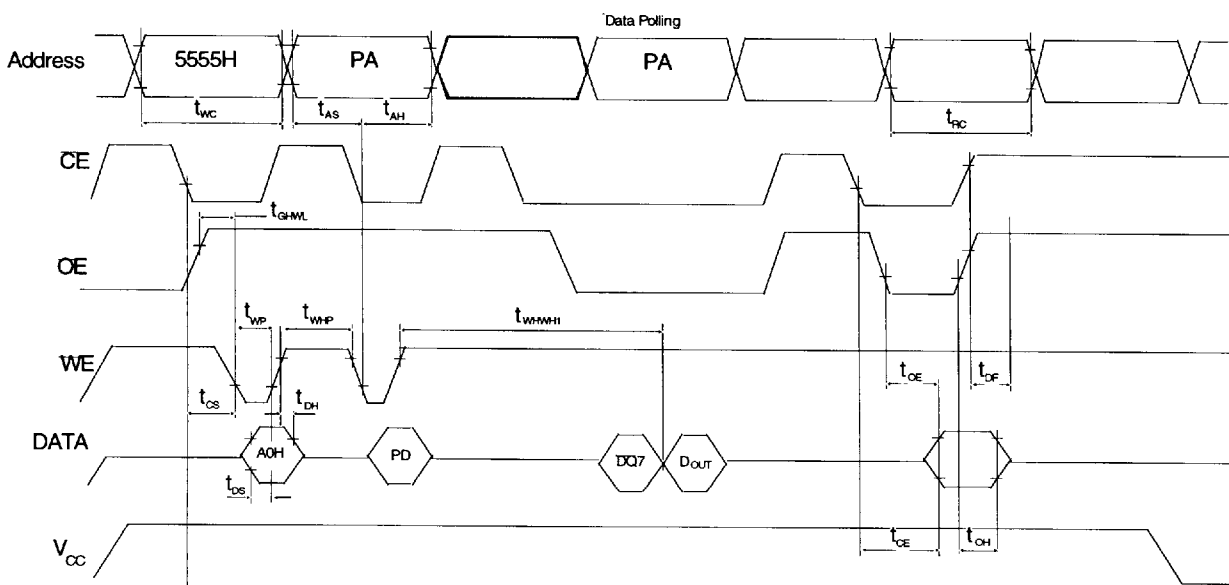 Data Polling
Address 5555H PA PA
tWC tAS tAH tRC
CE
tGHWL
OE
tWP tWHP tWHWH1
WE
tCS tDH tOE tDF
DATA A0H PD DQ7 DOUT
tDS
VCC tCE tOH